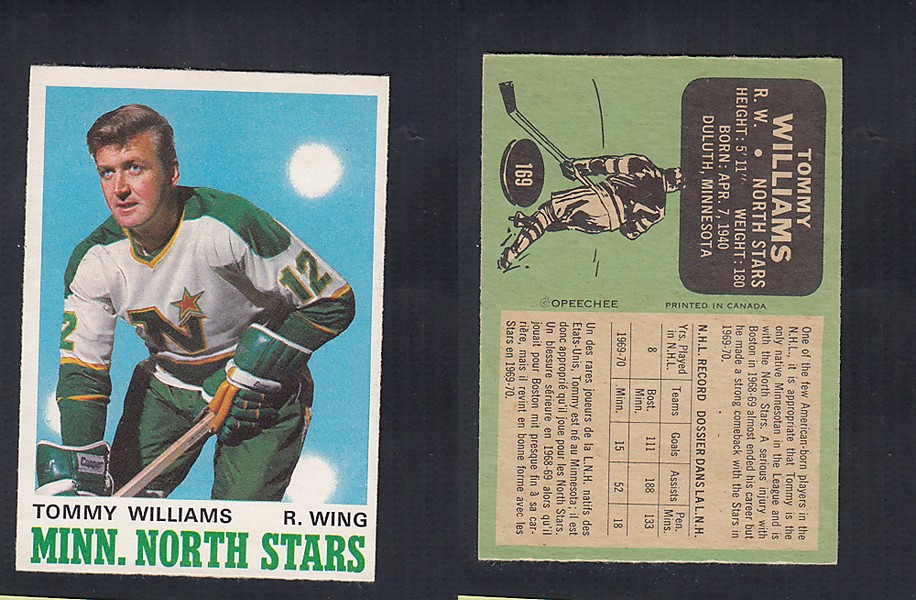 12
2
N
Cooper
TOMMY WILLIAMS R. WING
MINN. NORTH STARS
169
TOMMY
WILLIAMS
R. W. • NORTH STARS
HEIGHT: 5' 11" WEIGHT: 180
BORN: APR. 7, 1940
DULUTH, MINNESOTA
©OPEECHEE PRINTED IN CANADA
One of the few American-born players in the
N.H.L., it is appropriate that Tommy is the
only native Minnesotan in the League and is
with the North Stars. A serious injury with
Boston in 1968-69 almost ended his career but
he made a strong comeback with the Stars in
1969-70.
N.H.L. RECORD DOSSIER DANS LA L.N.H.
Yrs. Played in N.H.L. Teams Goals Assists Pen. Mins.
8 Bost. Minn. 111 188 133
1969-70 Minn. 15 52 18
Un des rares joueurs de la L.N.H. natifs des
Etats-Unis, Tommy est né au Minnesota; il est
donc approprié qu'il joue pour les North Stars.
Un blessure sérieure en 1968-69 alors qu'il
jouait pour Boston mit presque fin à sa car-
rière, mais il revint en bonne forme avec les
Stars en 1969-70.